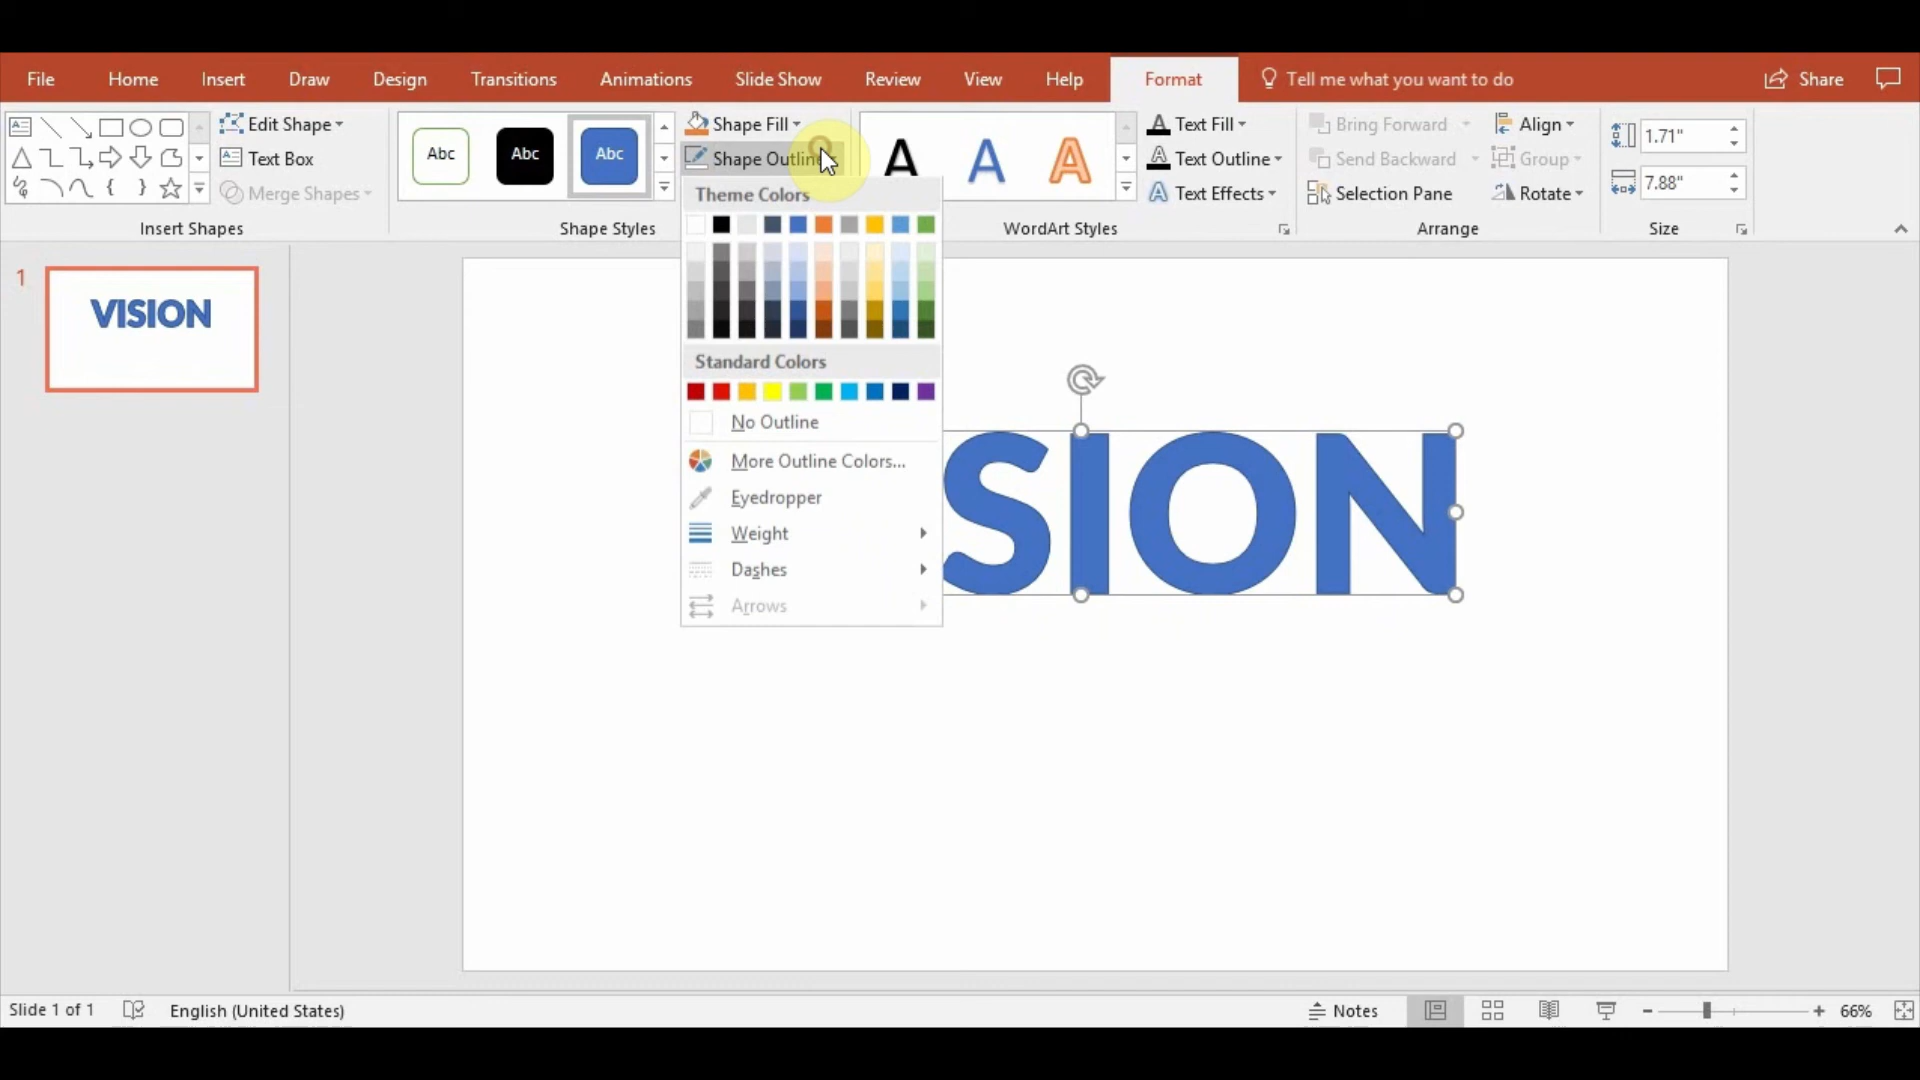 File Home Insert Draw Design Transitions Animations Slide Show Review View Help Format Tell me what you want to do Share
Edit Shape
Text Box
Merge Shapes
Insert Shapes
Abc Abc Abc
Shape Styles
Shape Fill
Shape Outline
Theme Colors
Standard Colors
No Outline
More Outline Colors...
Eyedropper
Weight
Dashes
Arrows
A A A
WordArt Styles
Text Fill
Text Outline
Text Effects
Bring Forward
Send Backward
Selection Pane
Align
Group
Rotate
Arrange
1.71"
7.88"
Size
1
VISION
SION
Slide 1 of 1 English (United States) Notes 66%